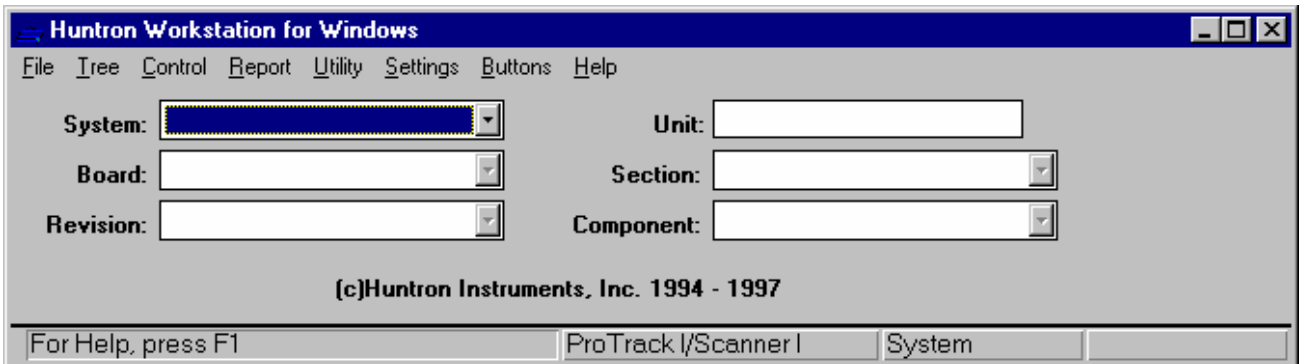 Huntron Workstation for Windows
File Tree Control Report Utility Settings Buttons Help
System: Unit:
Board: Section:
Revision: Component:
(c)Huntron Instruments, Inc. 1994 - 1997
For Help, press F1 ProTrack I/Scanner I System